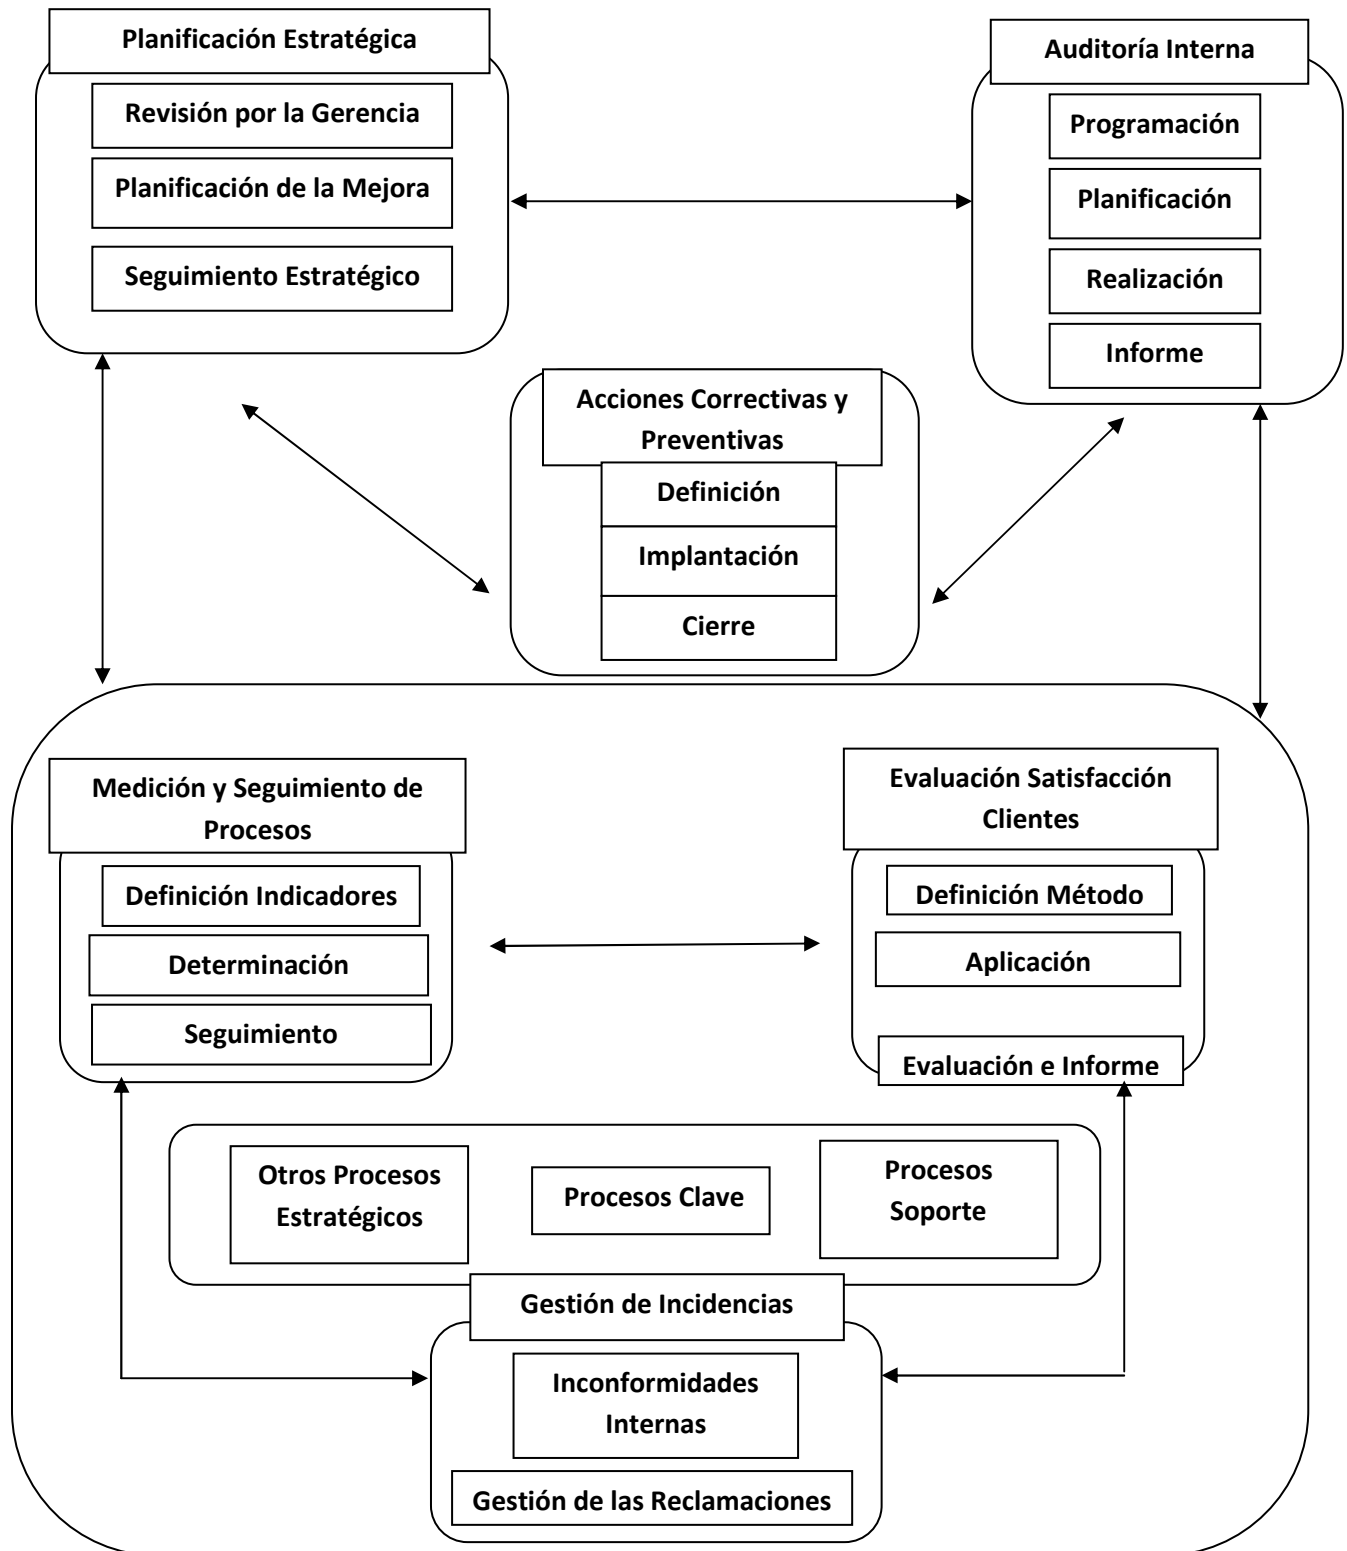 Planificación Estratégica
Revisión por la Gerencia
Planificación de la Mejora
Seguimiento Estratégico
Auditoría Interna
Programación
Planificación
Realización
Informe
Acciones Correctivas y
Preventivas
Definición
Implantación
Cierre
Medición y Seguimiento de
Procesos
Definición Indicadores
Determinación
Seguimiento
Evaluación Satisfacción
Clientes
Definición Método
Aplicación
Evaluación e Informe
Otros Procesos
Estratégicos
Procesos Clave
Procesos
Soporte
Gestión de Incidencias
Inconformidades
Internas
Gestión de las Reclamaciones